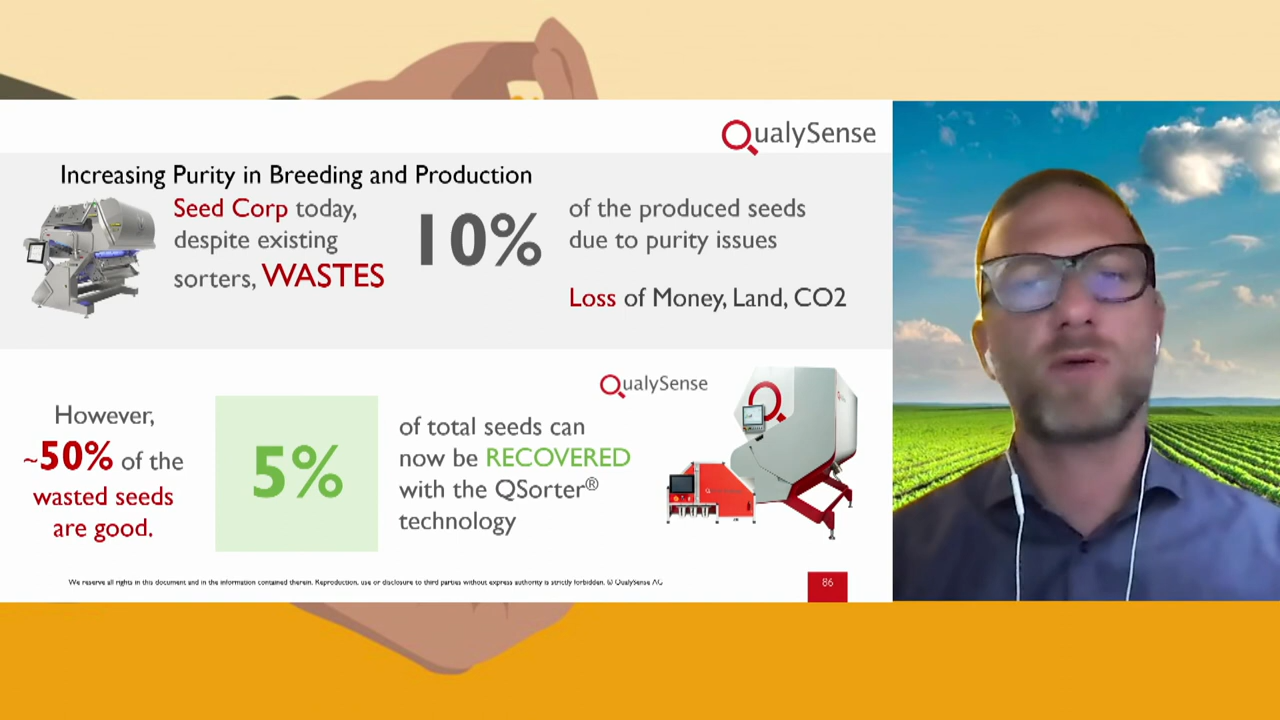 QualySense
Increasing Purity in Breeding and Production
Seed Corp today,
despite existing
sorters, WASTES
10%
of the produced seeds
due to purity issues
Loss of Money, Land, CO2
However,
~50% of the
wasted seeds
are good.
5%
of total seeds can
now be RECOVERED
with the QSorter®
technology
QualySense
We reserve all rights in this document and in the information contained therein. Reproduction, use or disclosure to third parties without express authority is strictly forbidden. © QualySense AG
86